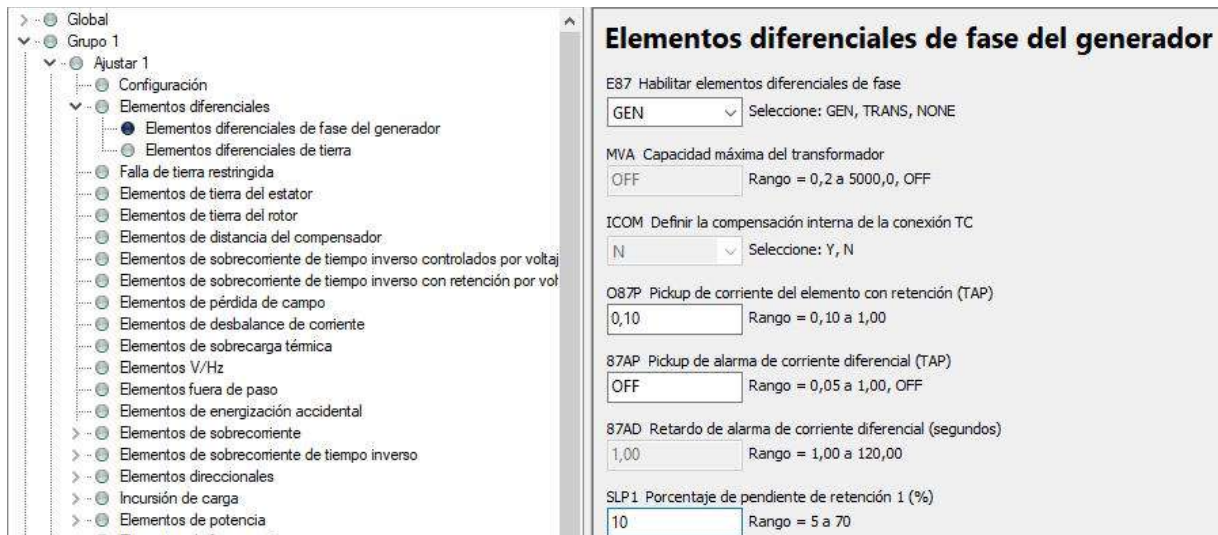 Global
Grupo 1
Ajustar 1
Configuración
Elementos diferenciales
Elementos diferenciales de fase del generador
Elementos diferenciales de tierra
Falla de tierra restringida
Elementos de tierra del estator
Elementos de tierra del rotor
Elementos de distancia del compensador
Elementos de sobrecorriente de tiempo inverso controlados por voltaj
Elementos de sobrecorriente de tiempo inverso con retención por volt
Elementos de pérdida de campo
Elementos de desbalance de corriente
Elementos de sobrecarga térmica
Elementos V/Hz
Elementos fuera de paso
Elementos de energización accidental
Elementos de sobrecorriente
Elementos de sobrecorriente de tiempo inverso
Elementos direccionales
Incursión de carga
Elementos de potencia
Elementos diferenciales de fase del generador
E87 Habilitar elementos diferenciales de fase
GEN Seleccione: GEN, TRANS, NONE
MVA Capacidad máxima del transformador
OFF Rango = 0,2 a 5000,0, OFF
ICOM Definir la compensación interna de la conexión TC
N Seleccione: Y, N
O87P Pickup de corriente del elemento con retención (TAP)
0,10 Rango = 0,10 a 1,00
87AP Pickup de alarma de corriente diferencial (TAP)
OFF Rango = 0,05 a 1,00, OFF
87AD Retardo de alarma de corriente diferencial (segundos)
1,00 Rango = 1,00 a 120,00
SLP1 Porcentaje de pendiente de retención 1 (%)
10 Rango = 5 a 70